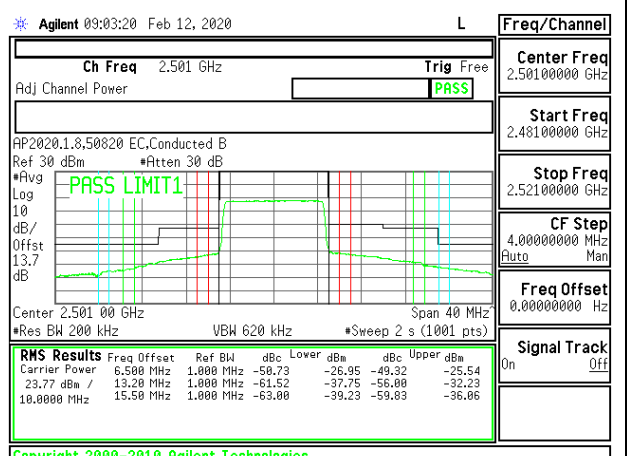 Agilent 09:03:20 Feb 12, 2020 L Freq/Channel
Ch Freq 2.501 GHz Trig Free
Adj Channel Power PASS
AP2020.1.8,50820 EC,Conducted B
Ref 30 dBm #Atten 30 dB
#Avg
Log
10
dB/
Offst
13.7
dB
PASS LIMIT1
Center 2.501 00 GHz Span 40 MHz^
#Res BW 200 kHz VBW 620 kHz #Sweep 2 s (1001 pts)
RMS Results Freq Offset Ref BW dBc Lower dBm dBc Upper dBm
Carrier Power 6.500 MHz 1.000 MHz -50.73 -26.95 -49.32 -25.54
23.77 dBm / 13.20 MHz 1.000 MHz -61.52 -37.75 -56.00 -32.23
10.0000 MHz 15.50 MHz 1.000 MHz -63.00 -39.23 -59.83 -36.06
Copyright 2000-2010 Agilent Technologies
Center Freq
2.50100000 GHz
Start Freq
2.48100000 GHz
Stop Freq
2.52100000 GHz
CF Step
4.00000000 MHz
Auto Man
Freq Offset
0.00000000 Hz
Signal Track
On Off